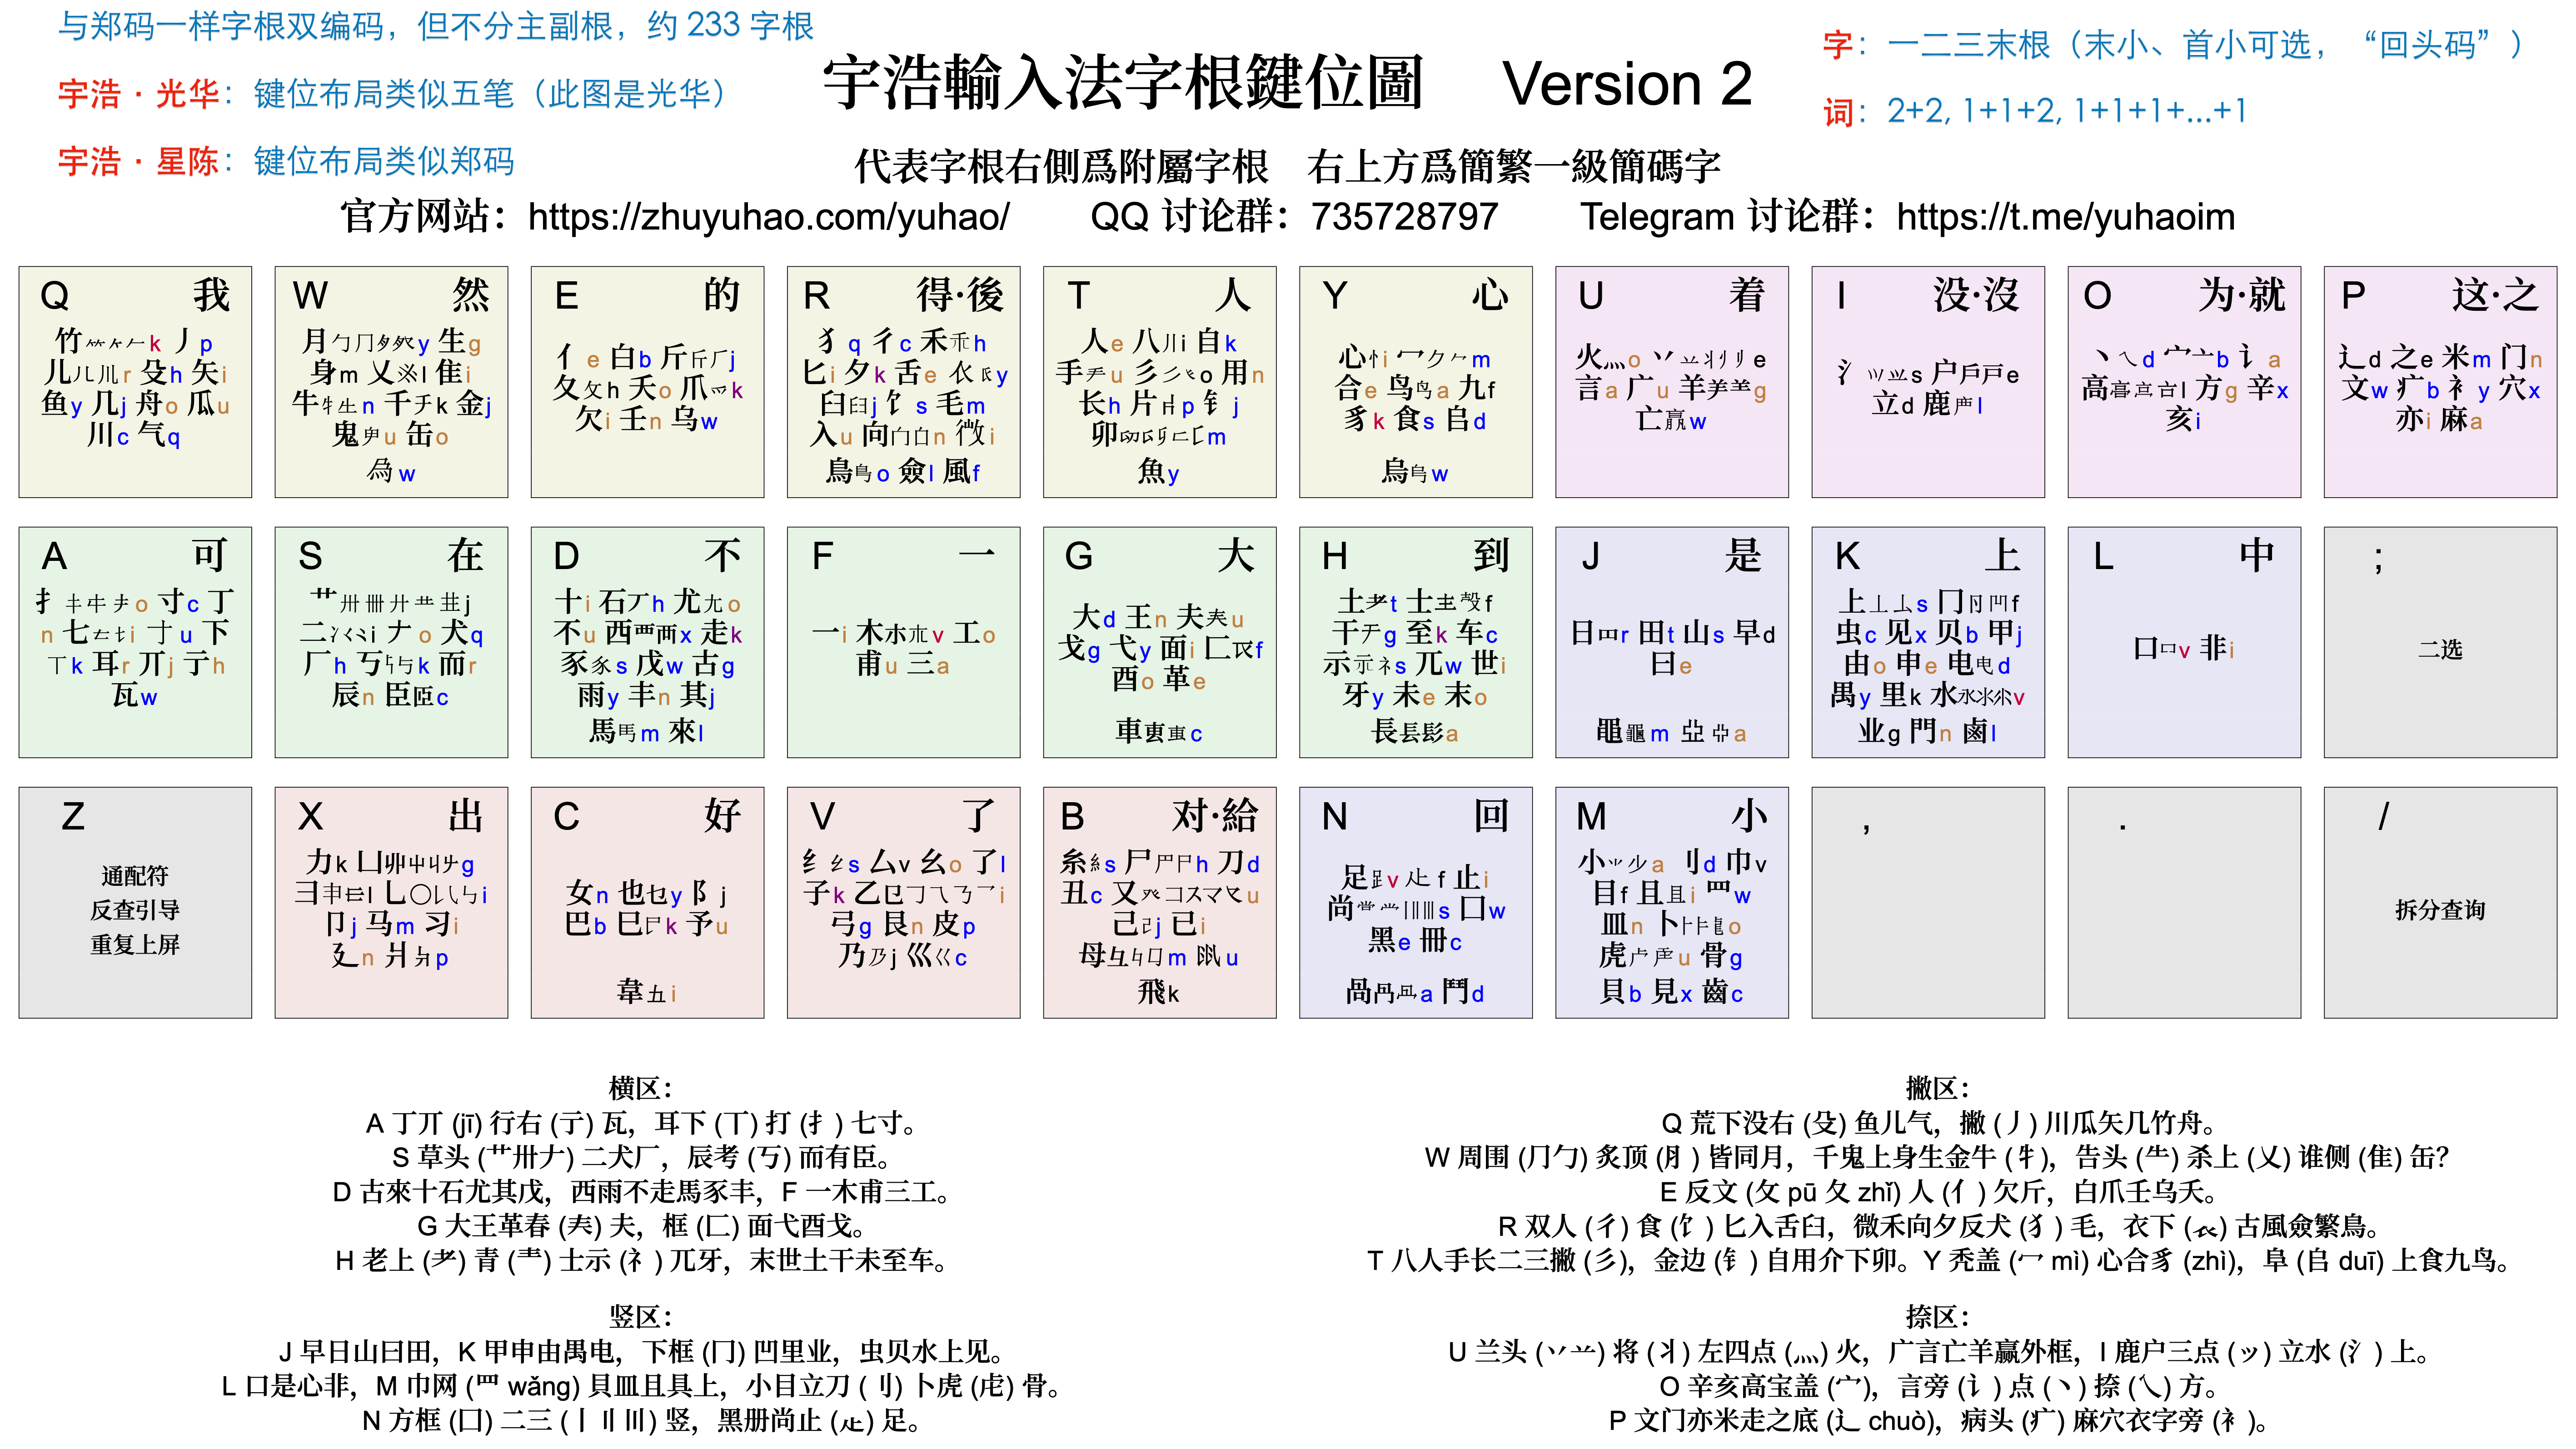 与郑码一样字根双编码，但不分主副根，约 233 字根
宇浩 · 光华：键位布局类似五笔（此图是光华）
宇浩 · 星陈：键位布局类似郑码
宇浩輸入法字根鍵位圖 Version 2
字：一二三末根（末小、首小可选，“回头码”）
词：2+2, 1+1+2, 1+1+1+...+1
代表字根右側爲附屬字根 右上方爲簡繁一級簡碼字
官方网站：https://zhuyuhao.com/yuhao/ QQ 讨论群：735728797 Telegram 讨论群：https://t.me/yuhaoim
Q 我
竹 k 丿p
儿 r 殳h 矢i
鱼y 几j 舟o 瓜u
川c 气q
W 然
月勹 y 生g
身m 乂 l 隹i
牛 n 千 k 金j
鬼 u 缶o
為w
E 的
亻e 白b 斤 j
夂攵h 夭o 爪爫k
欠i 壬n 乌w
R 得·後
犭q 彳c 禾 h
匕i 夕k 舌e 衣 y
臼 j 饣s 毛m
入u 向 n 微i
鳥 o 僉l 風f
T 人
人e 八 i 自k
手 u 彡 o 用n
长h 片 p 钅j
卯 m
魚y
Y 心
心忄i 冖 m
合e 鸟 a 九f
豸k 食s 𠂤d
烏 w
U 着
火灬o 丷 e
言a 广u 羊 g
亡 w
I 没·沒
氵 s 户戶戸e
立d 鹿 l
O 为·就
丶乀d 宀亠b 讠a
高 l 方g 辛x
亥i
P 这·之
辶d 之e 米m 门n
文w 疒b 衤y 穴x
亦i 麻a
A 可
扌 o 寸c 丁
n 七 i u 下
k 耳r 丌j 亍h
瓦w
S 在
艹 j
二冫 i 𠂇o 犬q
厂h 丂 k 而r
辰n 臣 c
D 不
十i 石 h 尤尢o
不u 西覀 x 走k
豕 s 戊w 古g
雨y 丰n 其j
馬 m 來l
F 一
一i 木 v 工o
甫u 三a
G 大
大d 王n 夫 u
戈g 弋y 面i 匚 f
酉o 革e
車 c
H 到
土耂t 士 f
干 g 至k 车c
示 礻s 兀w 世i
牙y 未e 末o
長 a
J 是
日 r 田t 山s 早d
曰e
黽 m 亞 a
K 上
上 s 冂 凹f
虫c 见x 贝b 甲j
由o 申e 电 d
禺y 里k 水氺 v
业g 門n 鹵l
L 中
口 v 非i
;
二选
Z
通配符
反查引导
重复上屏
X 出
力k 凵 g
彐 l 乚〇 i
卩j 马m 习i
廴n 爿 p
C 好
女n 也 y 阝j
巴b 巳 k 予u
韋 i
V 了
纟 s 厶v 幺o 了l
子k 乙 i
弓g 艮n 皮p
乃 j 巛巜c
B 对·給
糸 s 尸 h 刀d
丑c 又 u
己 j 已i
母 m 鼠u
飛k
N 回
足 v f 止i
尚 s 囗w
黑e 冊c
咼 a 鬥d
M 小
小 少 a 刂d 巾v
目f 且 i 罒w
皿n 卜 o
虎 u 骨g
貝b 見x 齒c
,
.
/
拆分查询
横区：
A 丁丌 (jī) 行右 (亍) 瓦，耳下 (丅) 打 (扌) 七寸。
S 草头 (艹卅𠂇) 二犬厂，辰考 (丂) 而有臣。
D 古來十石尤其戊，西雨不走馬豕丰，F 一木甫三工。
G 大王革春 (𡗗) 夫，框 (匚) 面弋酉戈。
H 老上 (耂) 青 (龶) 士示 (礻) 兀牙，末世土干未至车。
竖区：
J 早日山曰田，K 甲申由禺电，下框 (冂) 凹里业，虫贝水上见。
L 口是心非，M 巾网 (罒 wǎng) 貝皿且具上，小目立刀 (刂) 卜虎 (虍) 骨。
N 方框 (囗) 二三 (丨 〢 〣) 竖，黑册尚止 (龰) 足。
撇区：
Q 荒下没右 (殳) 鱼儿气，撇 (丿) 川瓜矢几竹舟。
W 周围 (⺆勹) 炙顶 (⺼) 皆同月，千鬼上身生金牛 (牜)，告头 (⺧) 杀上 (乂) 谁侧 (隹) 缶？
E 反文 (攵 pū 夂 zhǐ) 人 (亻) 欠斤，白爪壬乌夭。
R 双人 (彳) 食 (饣) 匕入舌臼，微禾向夕反犬 (犭) 毛，衣下 (𧘇) 古風僉繁鳥。
T 八人手长二三撇 (彡)，金边 (钅) 自用介下卯。Y 秃盖 (冖 mì) 心合豸 (zhì)，阜 (𠂤 duī) 上食九鸟。
捺区：
U 兰头 (丷䒑) 将 (丬) 左四点 (灬) 火，广言亡羊赢外框，I 鹿户三点 (⺍) 立水 (氵) 上。
O 辛亥高宝盖 (宀)，言旁 (讠) 点 (丶) 捺 (乀) 方。
P 文门亦米走之底 (辶 chuò)，病头 (疒) 麻穴衣字旁 (衤)。